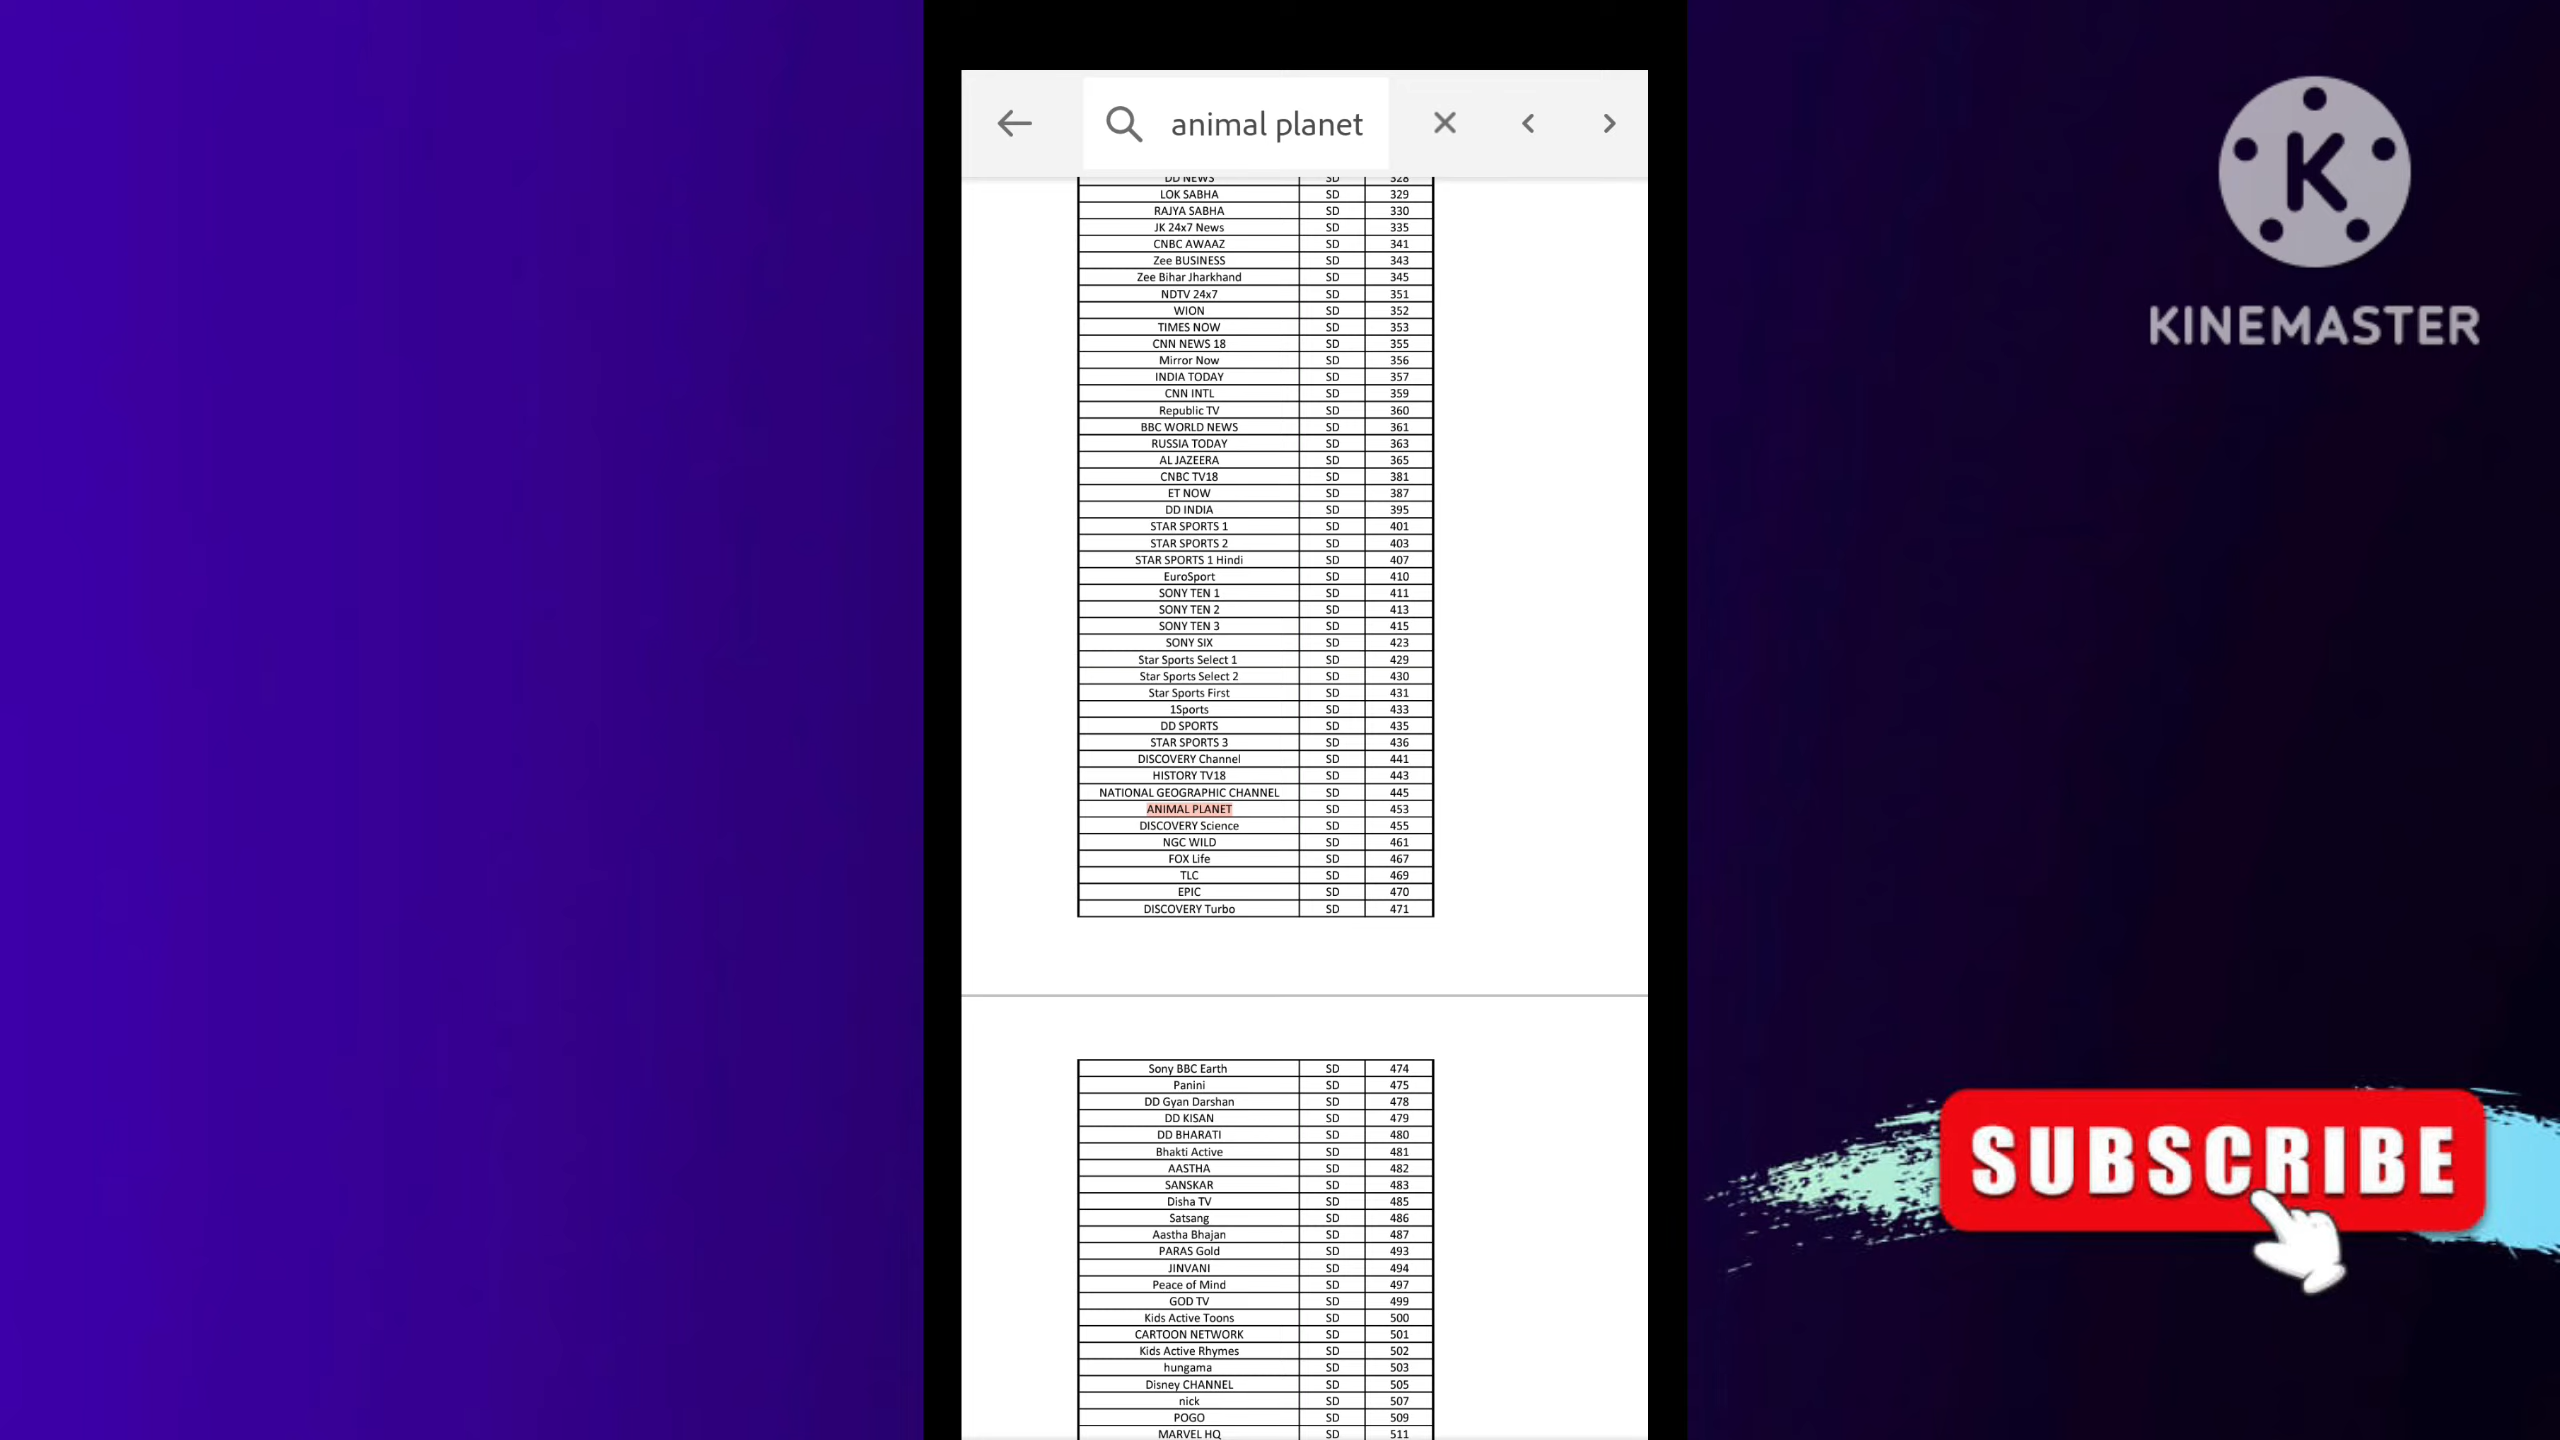 animal planet
DD NEWS SD 328
LOK SABHA SD 329
RAJYA SABHA SD 330
JK 24x7 News SD 335
CNBC AWAAZ SD 341
Zee BUSINESS SD 343
Zee Bihar Jharkhand SD 345
NDTV 24x7 SD 351
WION SD 352
TIMES NOW SD 353
CNN NEWS 18 SD 355
Mirror Now SD 356
INDIA TODAY SD 357
CNN INTL SD 359
Republic TV SD 360
BBC WORLD NEWS SD 361
RUSSIA TODAY SD 363
AL JAZEERA SD 365
CNBC TV18 SD 381
ET NOW SD 387
DD INDIA SD 395
STAR SPORTS 1 SD 401
STAR SPORTS 2 SD 403
STAR SPORTS 1 Hindi SD 407
EuroSport SD 410
SONY TEN 1 SD 411
SONY TEN 2 SD 413
SONY TEN 3 SD 415
SONY SIX SD 423
Star Sports Select 1 SD 429
Star Sports Select 2 SD 430
Star Sports First SD 431
1Sports SD 433
DD SPORTS SD 435
STAR SPORTS 3 SD 436
DISCOVERY Channel SD 441
HISTORY TV18 SD 443
NATIONAL GEOGRAPHIC CHANNEL SD 445
ANIMAL PLANET SD 453
DISCOVERY Science SD 455
NGC WILD SD 461
FOX Life SD 467
TLC SD 469
EPIC SD 470
DISCOVERY Turbo SD 471
Sony BBC Earth SD 474
Panini SD 475
DD Gyan Darshan SD 478
DD KISAN SD 479
DD BHARATI SD 480
Bhakti Active SD 481
AASTHA SD 482
SANSKAR SD 483
Disha TV SD 485
Satsang SD 486
Aastha Bhajan SD 487
PARAS Gold SD 493
JINVANI SD 494
Peace of Mind SD 497
GOD TV SD 499
Kids Active Toons SD 500
CARTOON NETWORK SD 501
Kids Active Rhymes SD 502
hungama SD 503
Disney CHANNEL SD 505
nick SD 507
POGO SD 509
MARVEL HQ SD 511
K
KINEMASTER
SUBSCRIBE